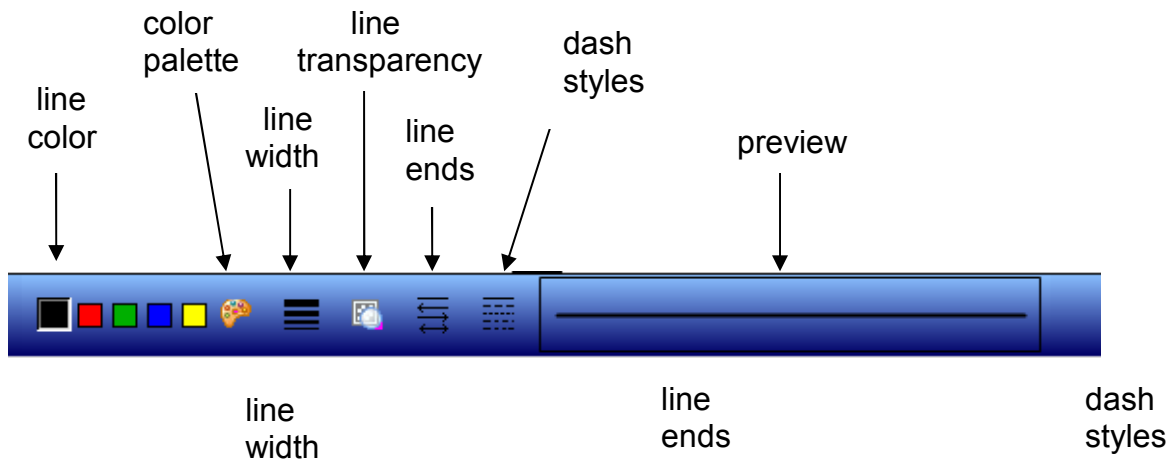 color
palette
line
transparency
dash
styles
line
color
line
width
line
ends
preview
line
width
line
ends
dash
styles